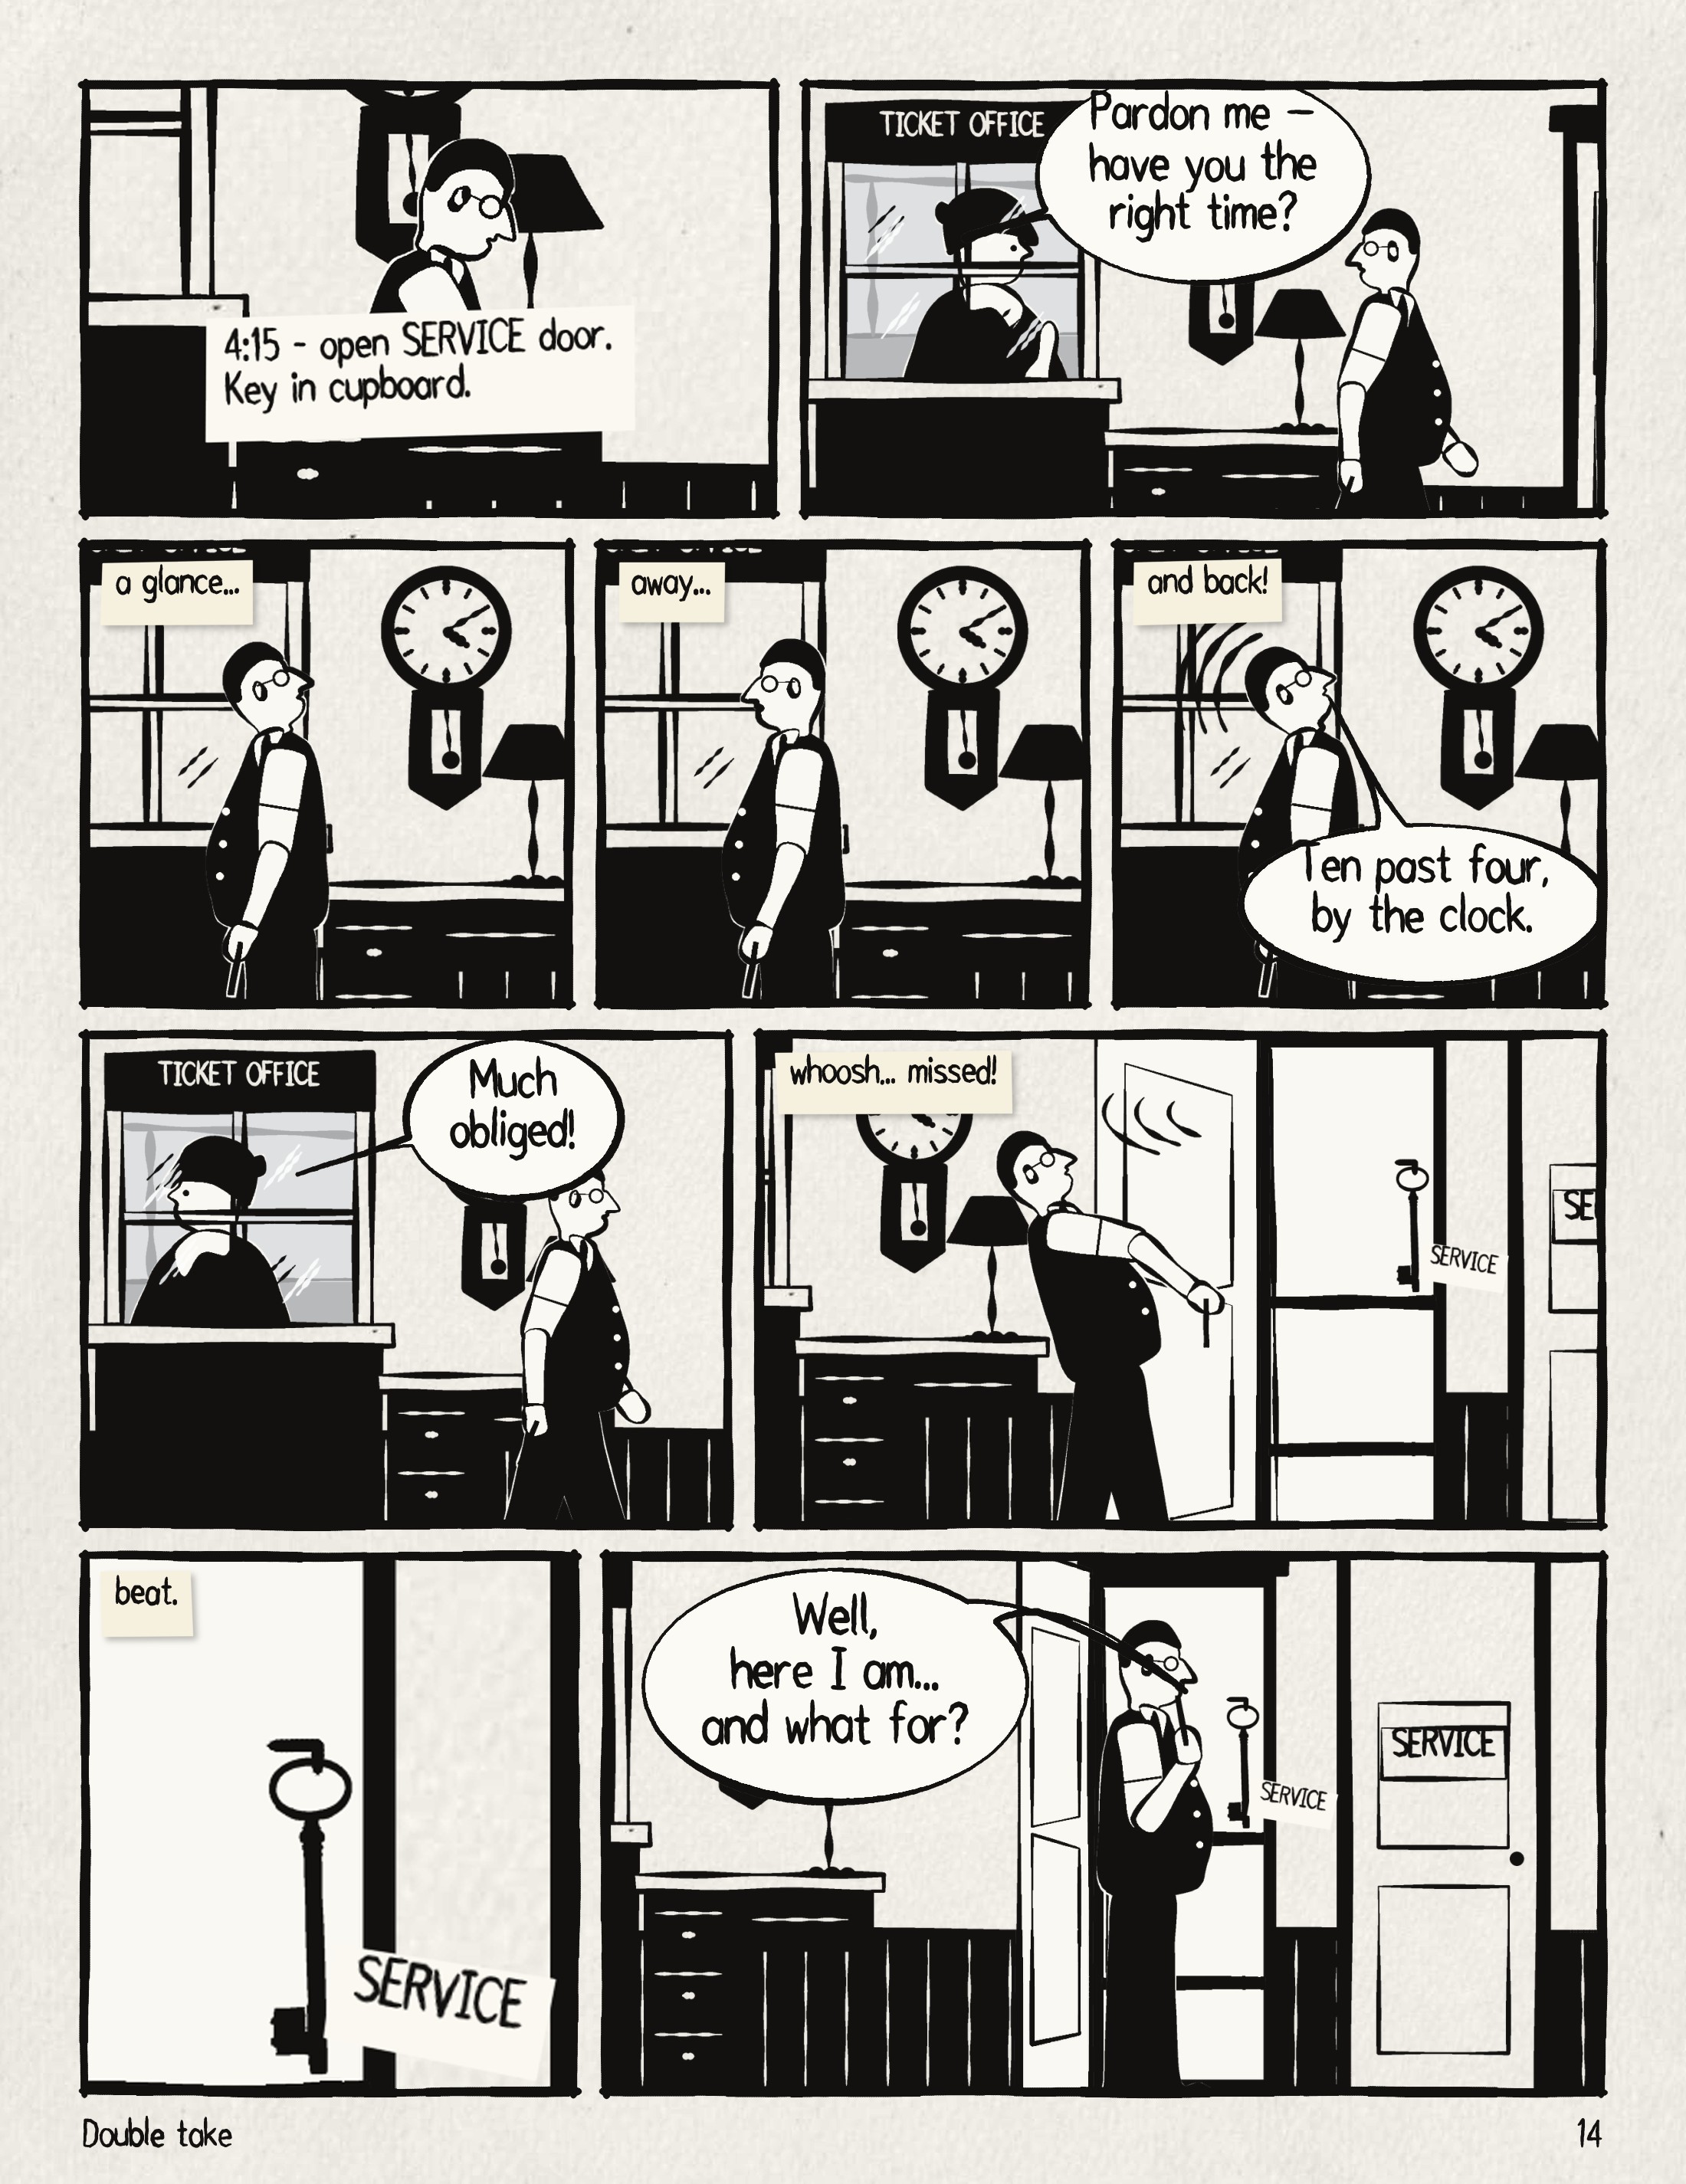 4:15 - open SERVICE door.
Key in cupboard.
TICKET OFFICE
Pardon me –
have you the
right time?
a glance...
away...
and back!
Ten past four,
by the clock.
TICKET OFFICE
Much
obliged!
whoosh... missed!
SERVICE
SE
beat.
SERVICE
Well,
here I am...
and what for?
SERVICE
SERVICE
Double take
14